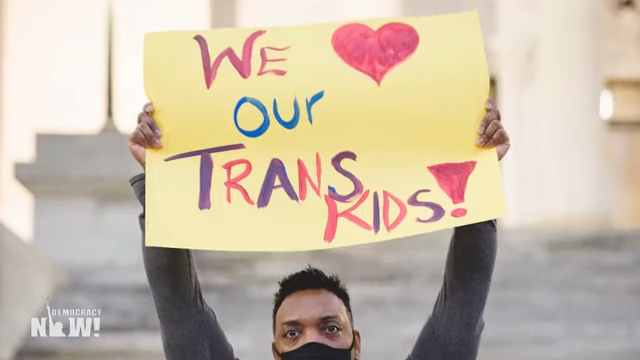 WE ❤
OUR
TRANS
KIDS!
DEMOCRACY
NOW!